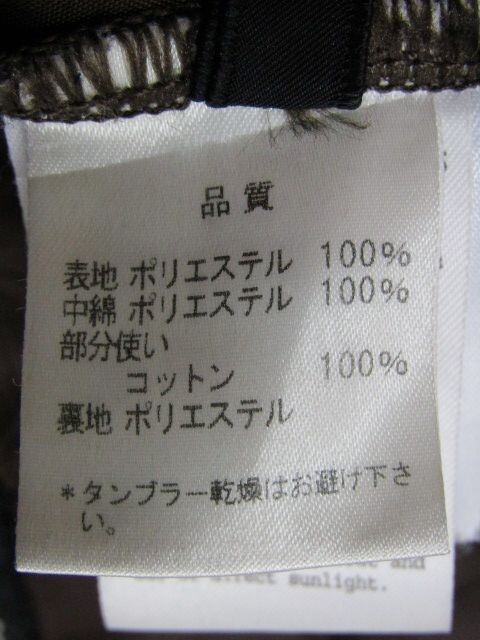 品質
表地 ポリエステル 100%
中綿 ポリエステル 100%
部分使い
コットン 100%
裏地 ポリエステル
*タンブラー乾燥はお避け下さ
い。
and
sunlight.